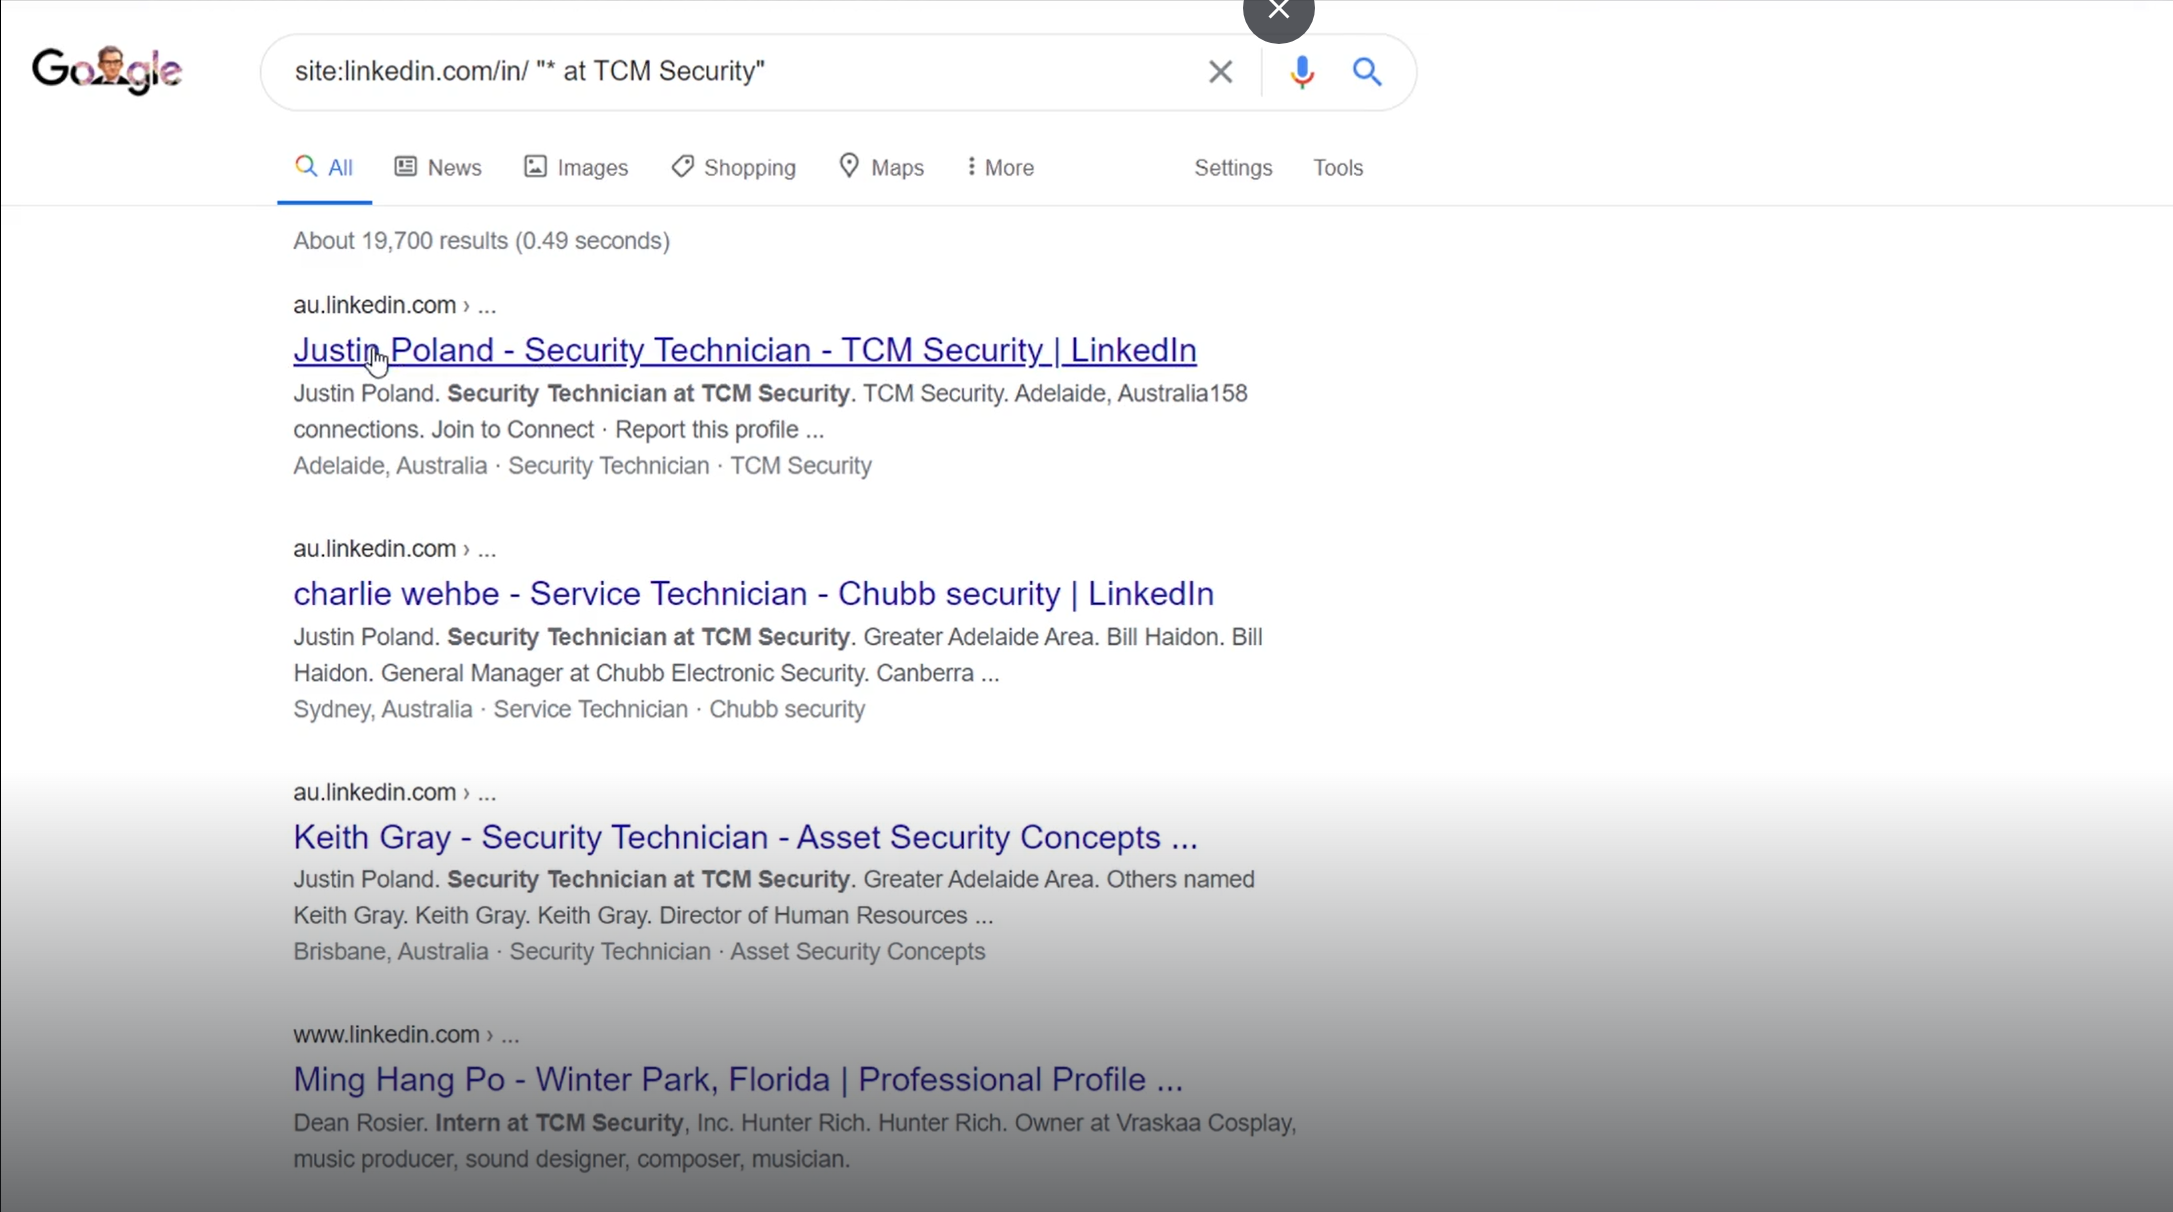 Google
site:linkedin.com/in/ "* at TCM Security"
All News Images Shopping Maps More Settings Tools
About 19,700 results (0.49 seconds)
au.linkedin.com › ...
Justin Poland - Security Technician - TCM Security | LinkedIn
Justin Poland. Security Technician at TCM Security. TCM Security. Adelaide, Australia158
connections. Join to Connect · Report this profile ...
Adelaide, Australia · Security Technician · TCM Security
au.linkedin.com › ...
charlie wehbe - Service Technician - Chubb security | LinkedIn
Justin Poland. Security Technician at TCM Security. Greater Adelaide Area. Bill Haidon. Bill
Haidon. General Manager at Chubb Electronic Security. Canberra ...
Sydney, Australia · Service Technician · Chubb security
au.linkedin.com › ...
Keith Gray - Security Technician - Asset Security Concepts ...
Justin Poland. Security Technician at TCM Security. Greater Adelaide Area. Others named
Keith Gray. Keith Gray. Keith Gray. Director of Human Resources ...
Brisbane, Australia · Security Technician · Asset Security Concepts
www.linkedin.com › ...
Ming Hang Po - Winter Park, Florida | Professional Profile ...
Dean Rosier. Intern at TCM Security, Inc. Hunter Rich. Hunter Rich. Owner at Vraskaa Cosplay,
music producer, sound designer, composer, musician.